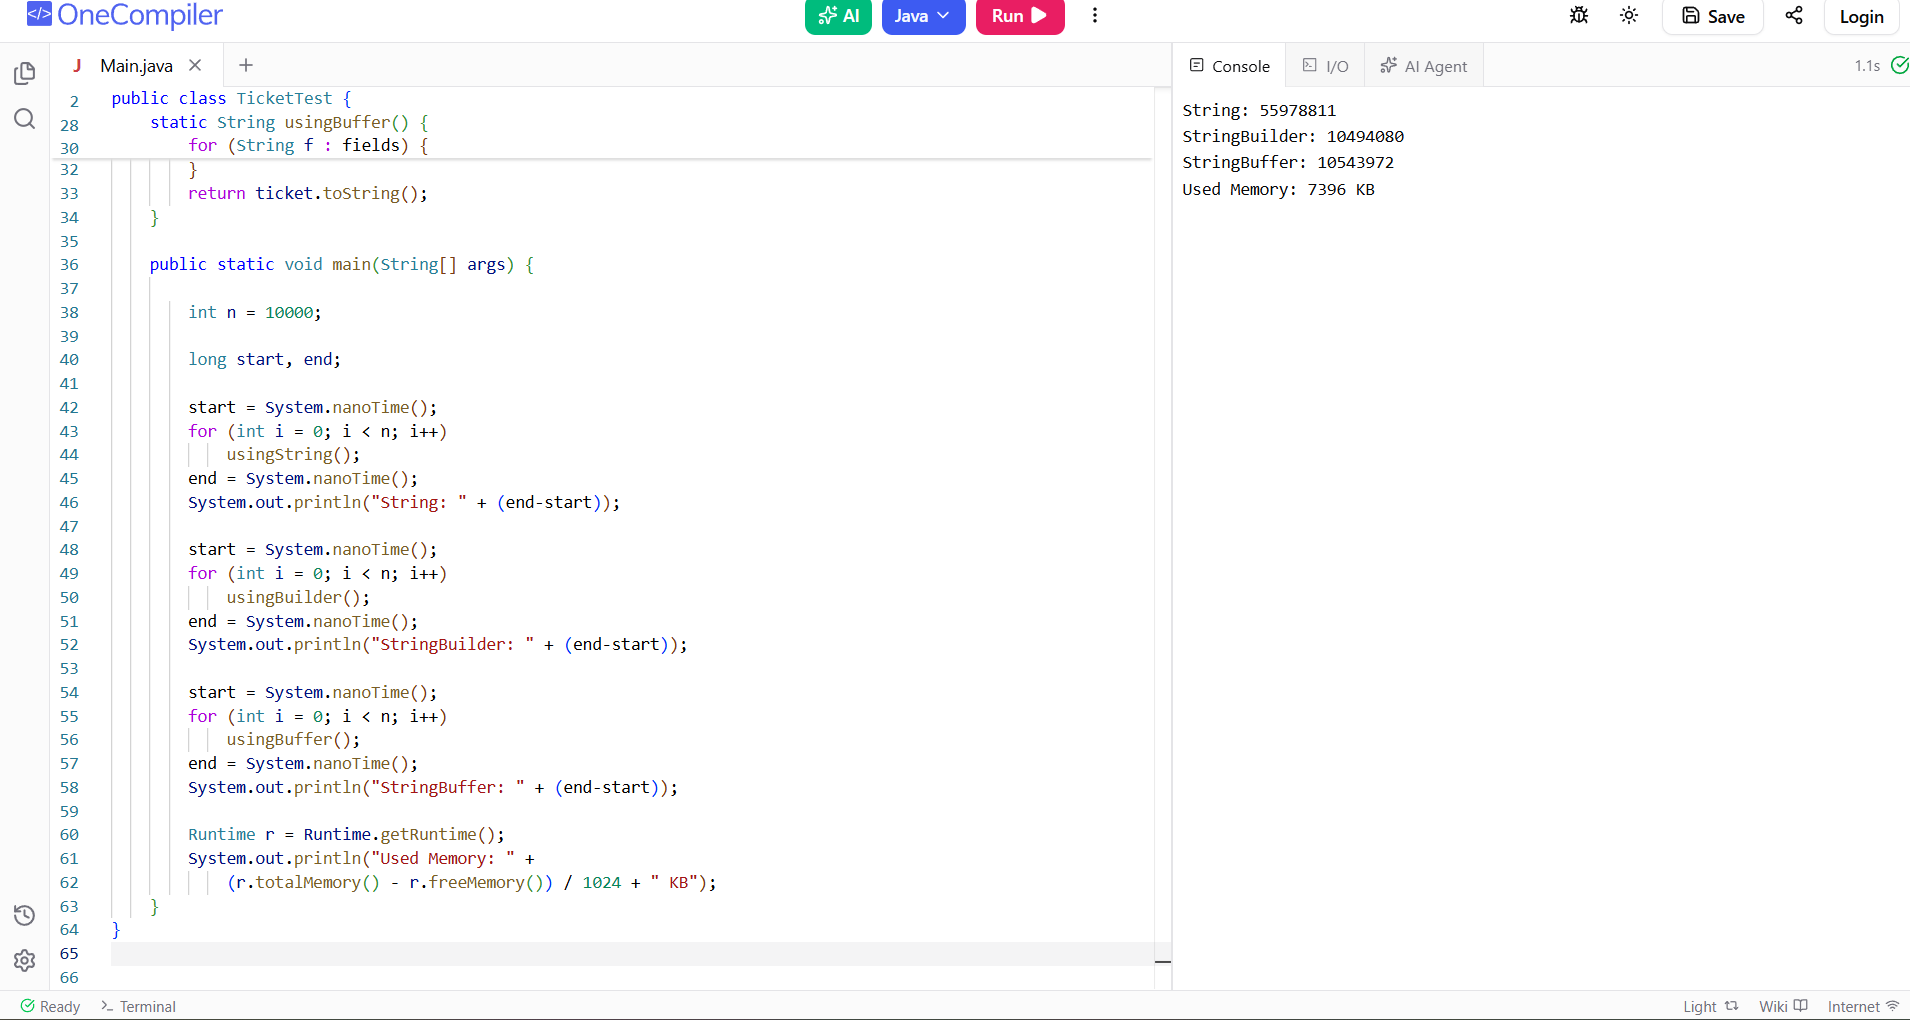 </> OneCompiler
AI
Java
Run
Save
Login
J Main.java
Console
I/O
AI Agent
1.1s
2 public class TicketTest {
28 static String usingBuffer() {
30 for (String f : fields) {
32 }
33 return ticket.toString();
34 }
35
36 public static void main(String[] args) {
37
38 int n = 10000;
39
40 long start, end;
41
42 start = System.nanoTime();
43 for (int i = 0; i < n; i++)
44 usingString();
45 end = System.nanoTime();
46 System.out.println("String: " + (end-start));
47
48 start = System.nanoTime();
49 for (int i = 0; i < n; i++)
50 usingBuilder();
51 end = System.nanoTime();
52 System.out.println("StringBuilder: " + (end-start));
53
54 start = System.nanoTime();
55 for (int i = 0; i < n; i++)
56 usingBuffer();
57 end = System.nanoTime();
58 System.out.println("StringBuffer: " + (end-start));
59
60 Runtime r = Runtime.getRuntime();
61 System.out.println("Used Memory: " +
62 (r.totalMemory() - r.freeMemory()) / 1024 + " KB");
63 }
64 }
65
66
String: 55978811
StringBuilder: 10494080
StringBuffer: 10543972
Used Memory: 7396 KB
Ready
Terminal
Light
Wiki
Internet